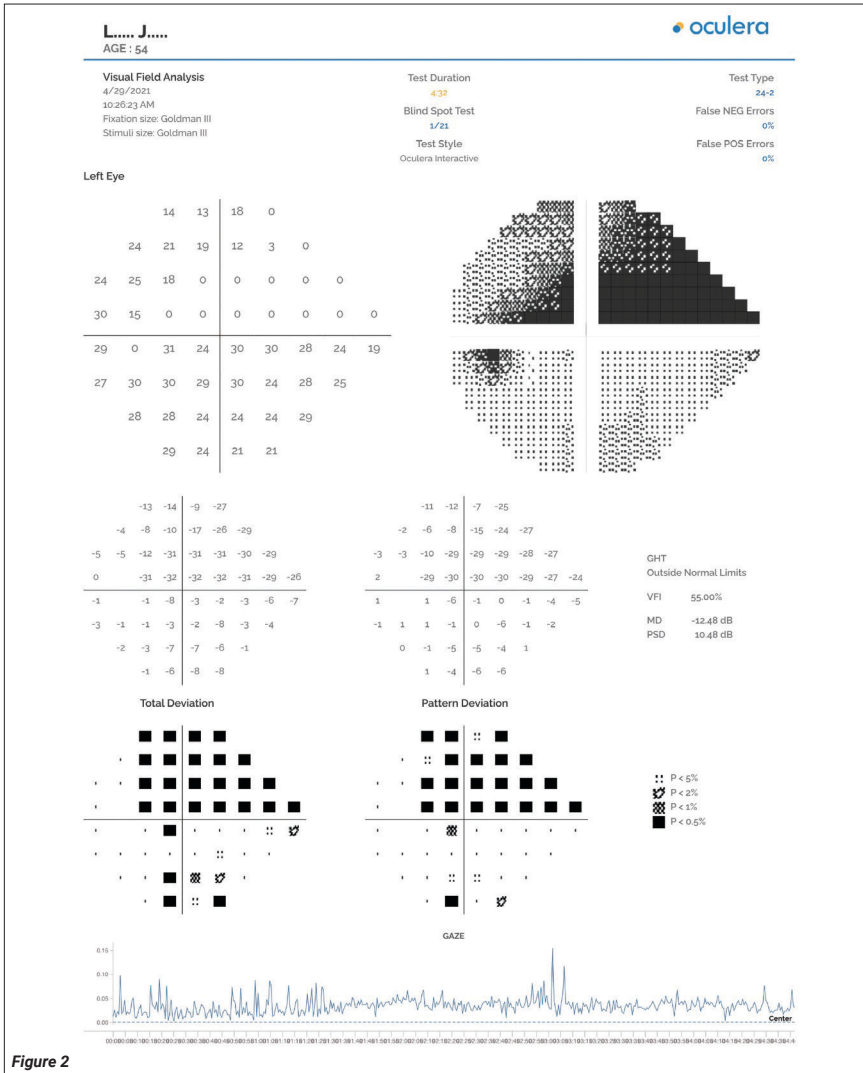 L..... J.....
AGE : 54
oculera
Visual Field Analysis
4/29/2021
10:26:23 AM
Fixation size: Goldman III
Stimuli size: Goldman III
Test Duration
4:32
Blind Spot Test
1/21
Test Style
Oculera Interactive
Test Type
24-2
False NEG Errors
0%
False POS Errors
0%
Left Eye
14 13 18 0
24 21 19 12 3 0
24 25 18 0 0 0 0 0
30 15 0 0 0 0 0 0 0
29 0 31 24 30 30 28 24 19
27 30 30 29 30 24 28 25
28 28 24 24 24 29
29 24 21 21
-13 -14 -9 -27
-4 -8 -10 -17 -26 -29
-5 -5 -12 -31 -31 -31 -30 -29
0 -31 -32 -32 -32 -31 -29 -26
-1 -1 -8 -3 -2 -3 -6 -7
-3 -1 -1 -3 -2 -8 -3 -4
-2 -3 -7 -7 -6 -1
-1 -6 -8 -8
Total Deviation
-11 -12 -7 -25
-2 -6 -8 -15 -24 -27
-3 -3 -10 -29 -29 -29 -28 -27
2 -29 -30 -30 -30 -29 -27 -24
1 1 -6 -1 0 -1 -4 -5
-1 1 1 -1 0 -6 -1 -2
0 -1 -5 -5 -4 1
1 -4 -6 -6
Pattern Deviation
GHT
Outside Normal Limits
VFI 55.00%
MD -12.48 dB
PSD 10.48 dB
P < 5%
P < 2%
P < 1%
P < 0.5%
GAZE
0.15
0.10
0.05
0.00
Center
Figure 2